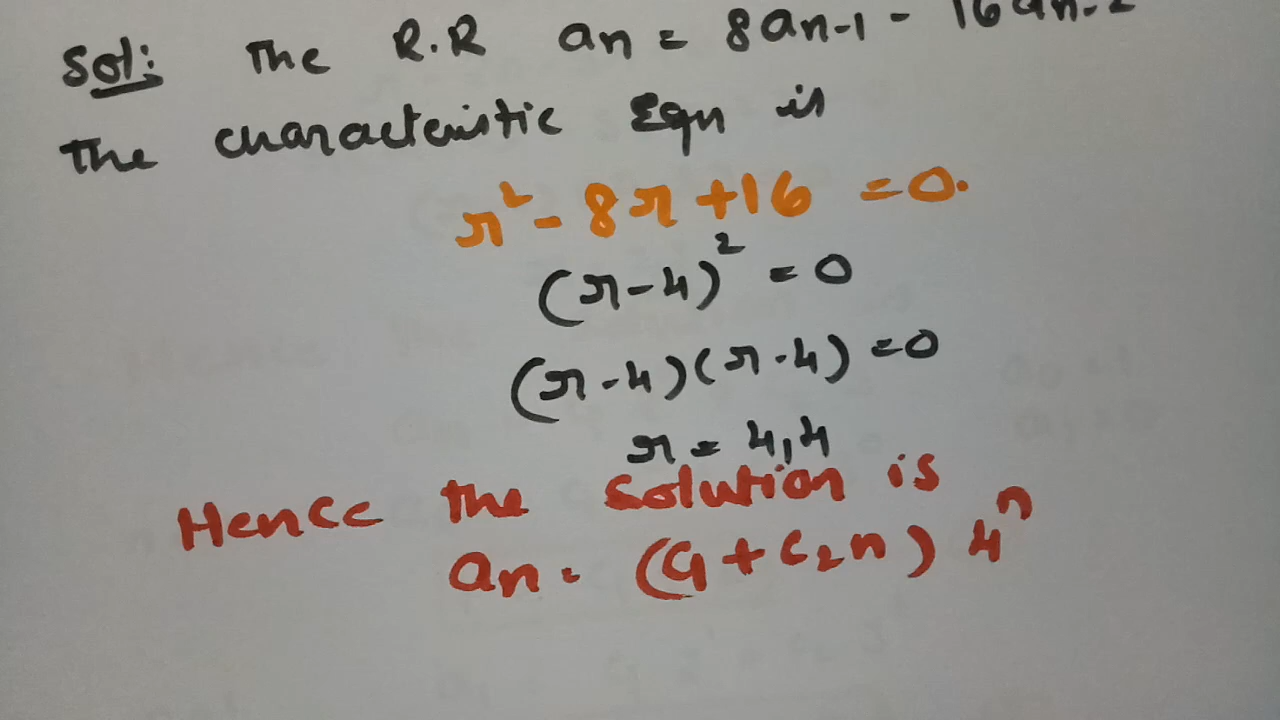 Sol: The R.R an = 8an-1 - 16an-2
The characteristic Eqn is
r² - 8r + 16 = 0.
(r-4)² = 0
(r-4)(r-4) = 0
r = 4,4
Hence the solution is
an = (C1 + C2n) 4ⁿ